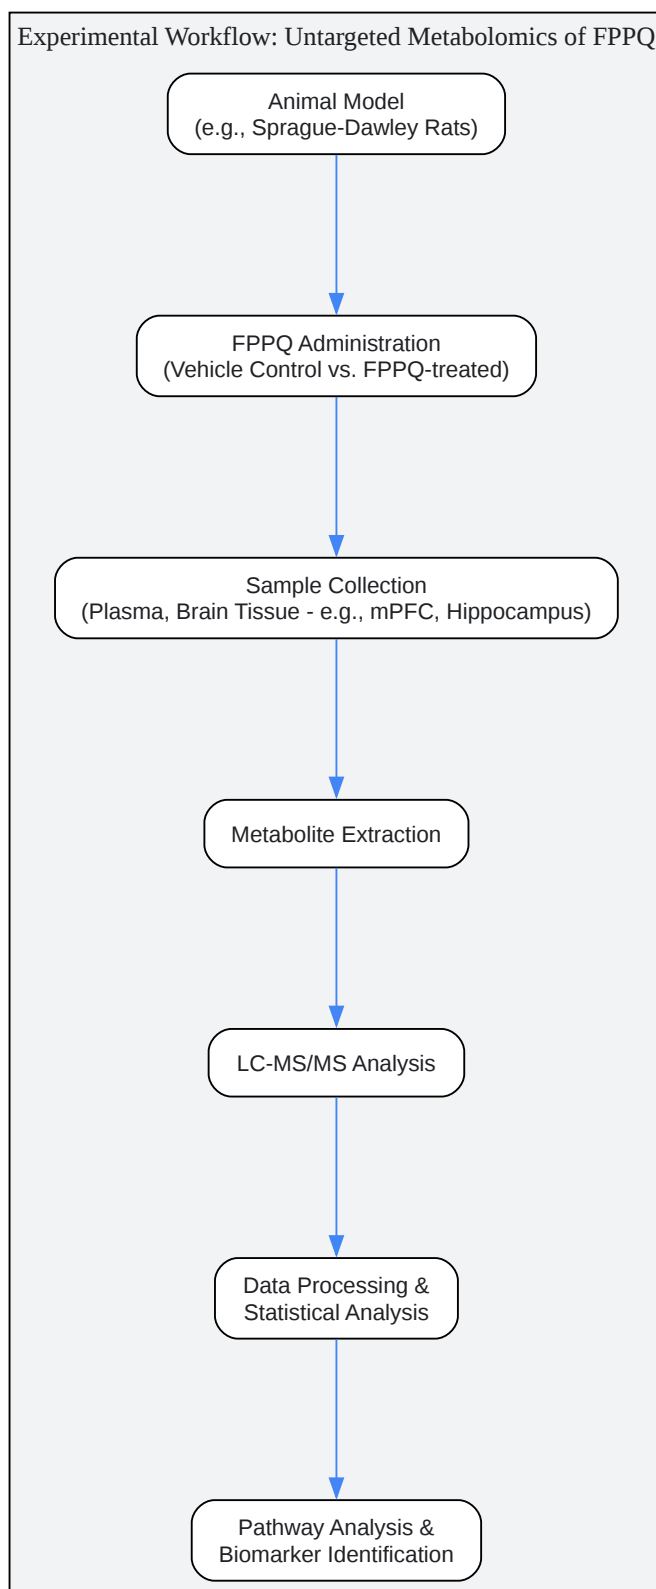 Experimental Workflow: Untargeted Metabolomics of FPPQ
Animal Model
(e.g., Sprague-Dawley Rats)
FPPQ Administration
(Vehicle Control vs. FPPQ-treated)
Sample Collection
(Plasma, Brain Tissue - e.g., mPFC, Hippocampus)
Metabolite Extraction
LC-MS/MS Analysis
Data Processing &
Statistical Analysis
Pathway Analysis &
Biomarker Identification